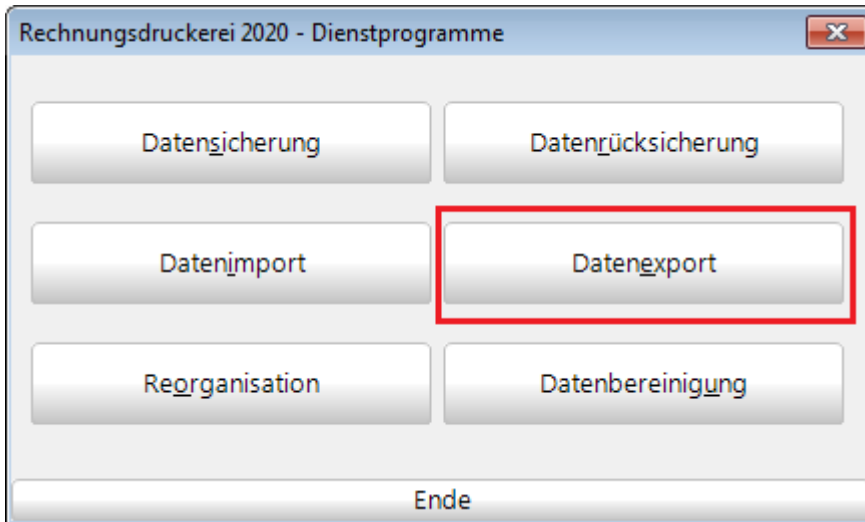 Rechnungsdruckerei 2020 - Dienstprogramme
Datensicherung
Datenrücksicherung
Datenimport
Datenexport
Reorganisation
Datenbereinigung
Ende